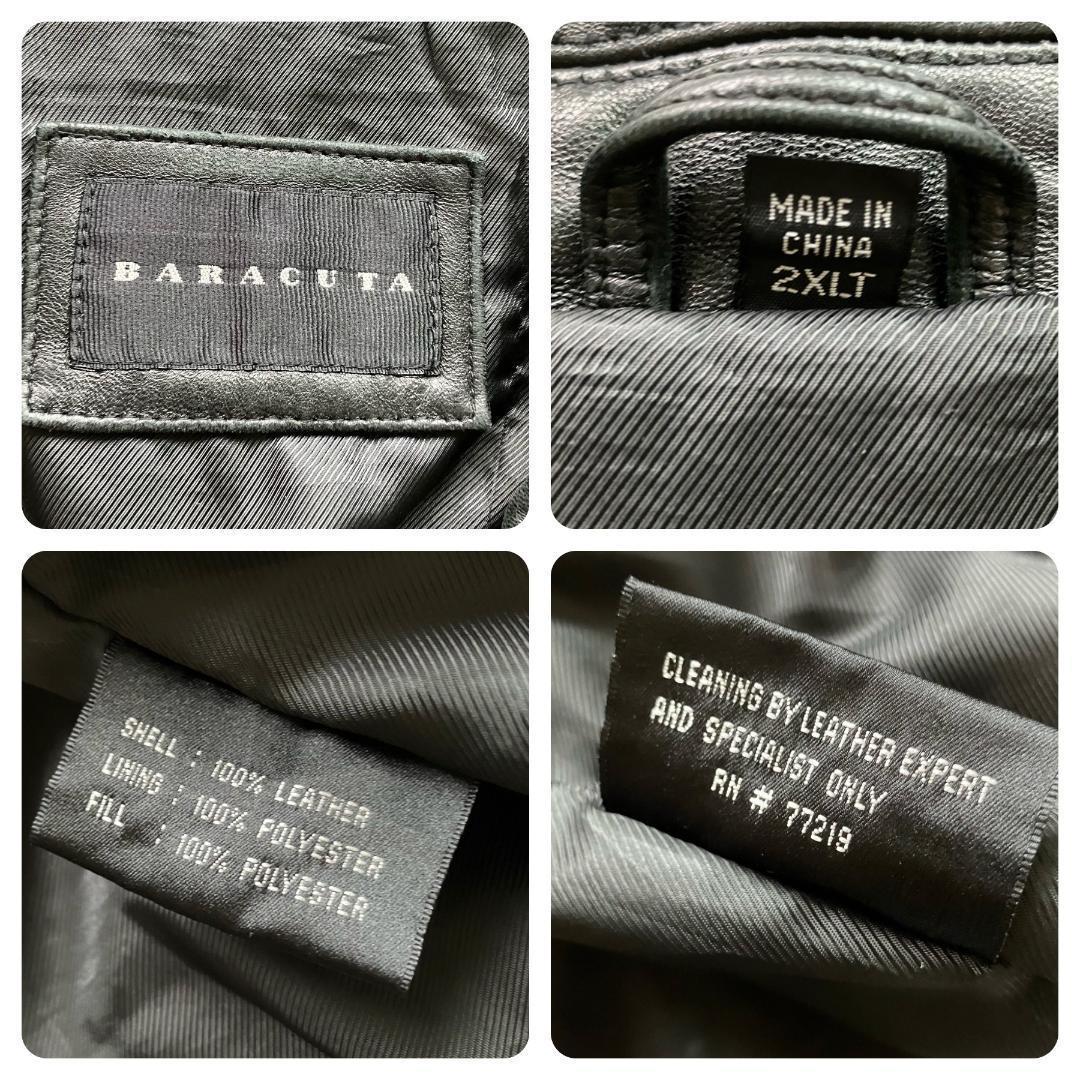 BARACUTA
MADE IN
CHINA
2XLT
SHELL : 100% LEATHER
LINING : 100% POLYESTER
FILL : 100% POLYESTER
CLEANING BY LEATHER EXPERT
AND SPECIALIST ONLY
RN # 77219